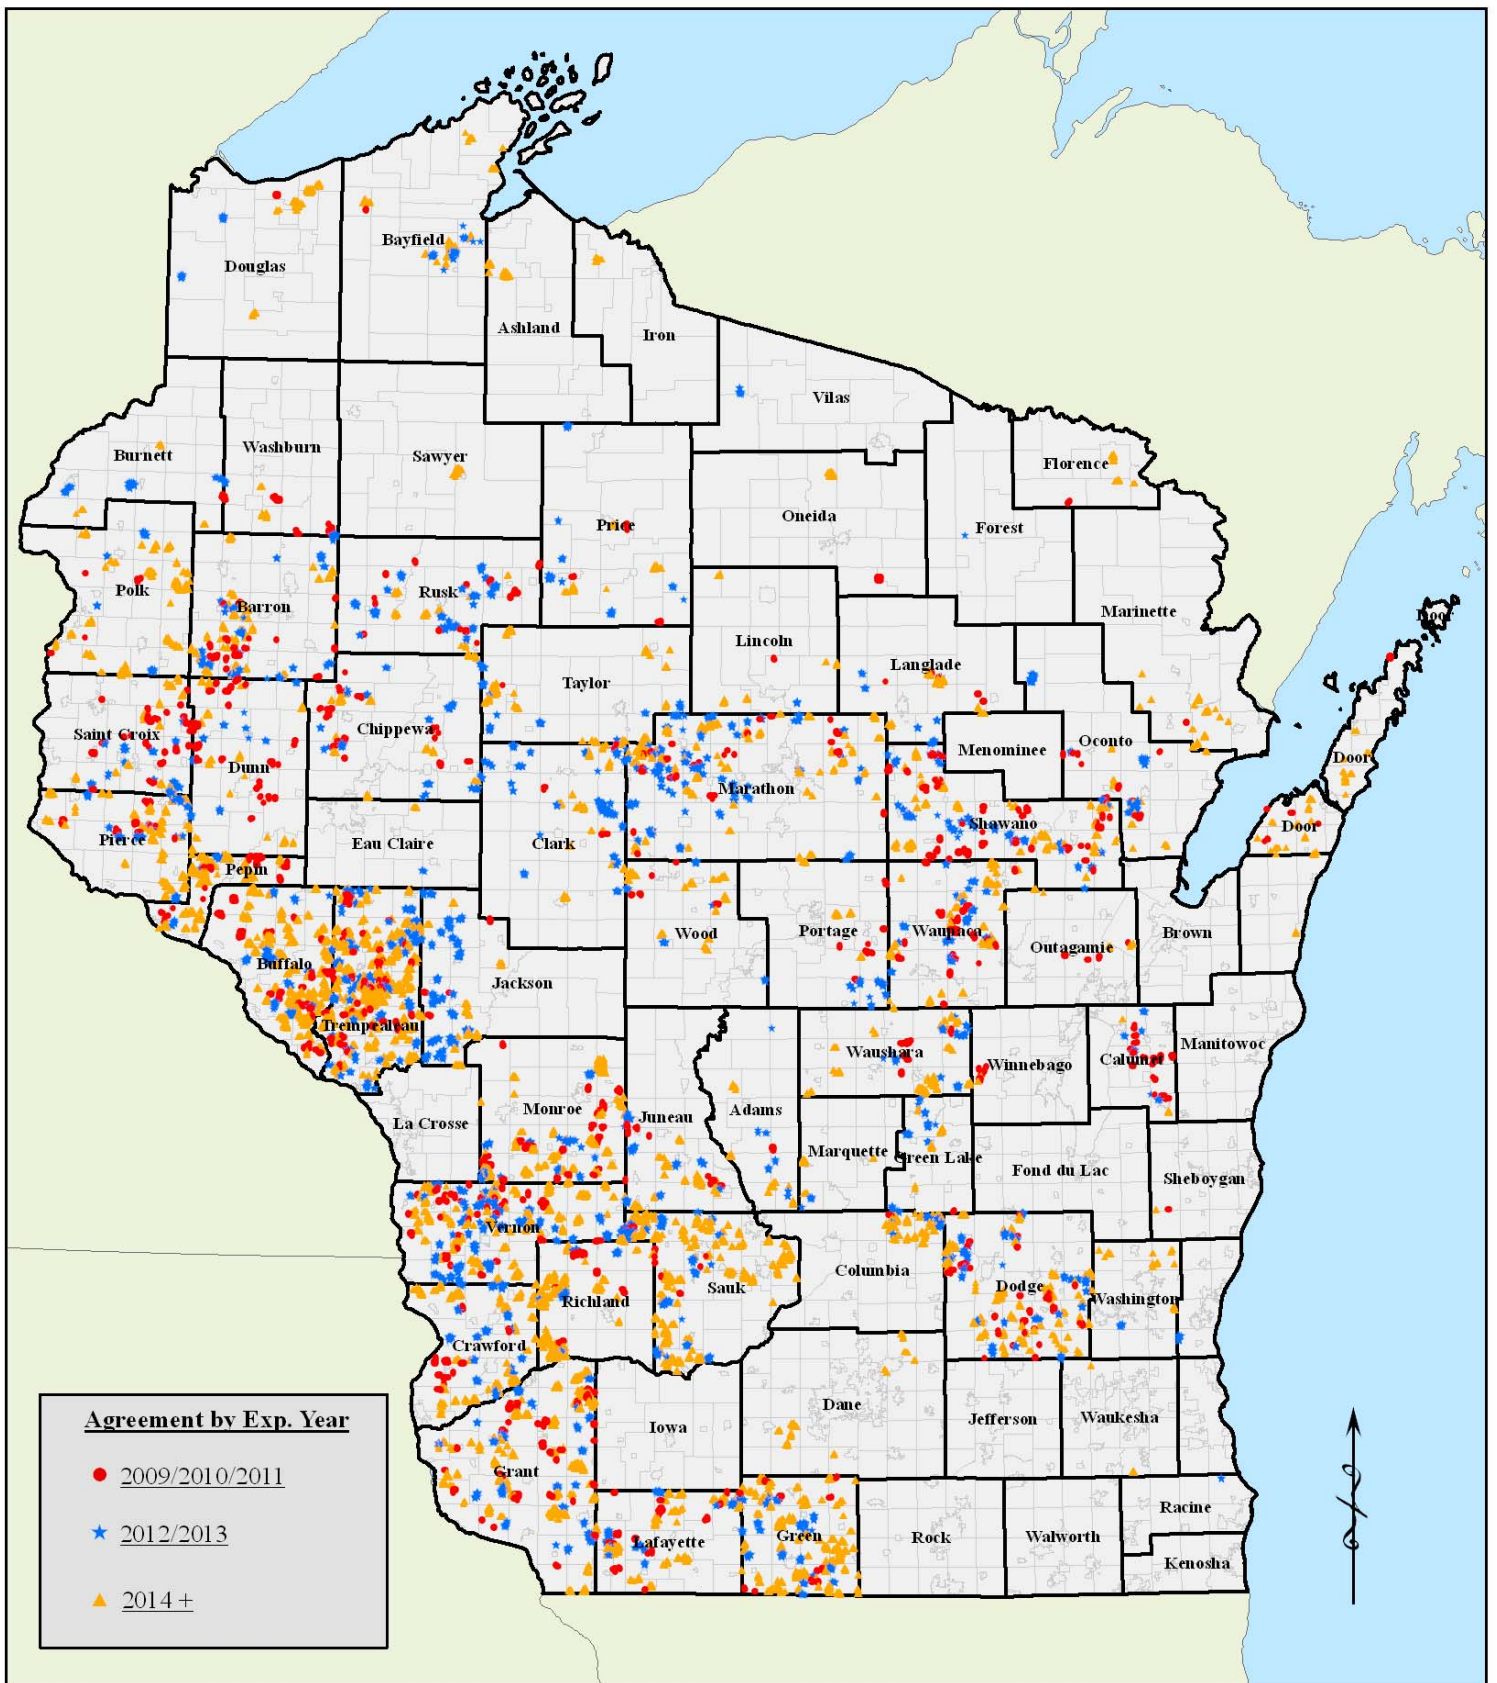 Bayfield
Douglas
Ashland
Iron
Vilas
Burnett
Washburn
Sawyer
Florence
Price
Oneida
Forest
Polk
Barron
Rusk
Marinette
Door
Lincoln
Langlade
Taylor
Saint Croix
Chippewa
Menominee
Oconto
Door
Dunn
Marathon
Shawano
Door
Pierce
Eau Claire
Clark
Pepin
Wood
Portage
Waupaca
Outagamie
Brown
Buffalo
Jackson
Trempealeau
Waushara
Winnebago
Calumet
Manitowoc
La Crosse
Monroe
Juneau
Adams
Marquette
Green Lake
Fond du Lac
Sheboygan
Vernon
Columbia
Dodge
Washington
Richland
Sauk
Crawford
Dane
Jefferson
Waukesha
Iowa
Grant
Lafayette
Green
Rock
Walworth
Racine
Kenosha
Agreement by Exp. Year
2009/2010/2011
2012/2013
2014 +